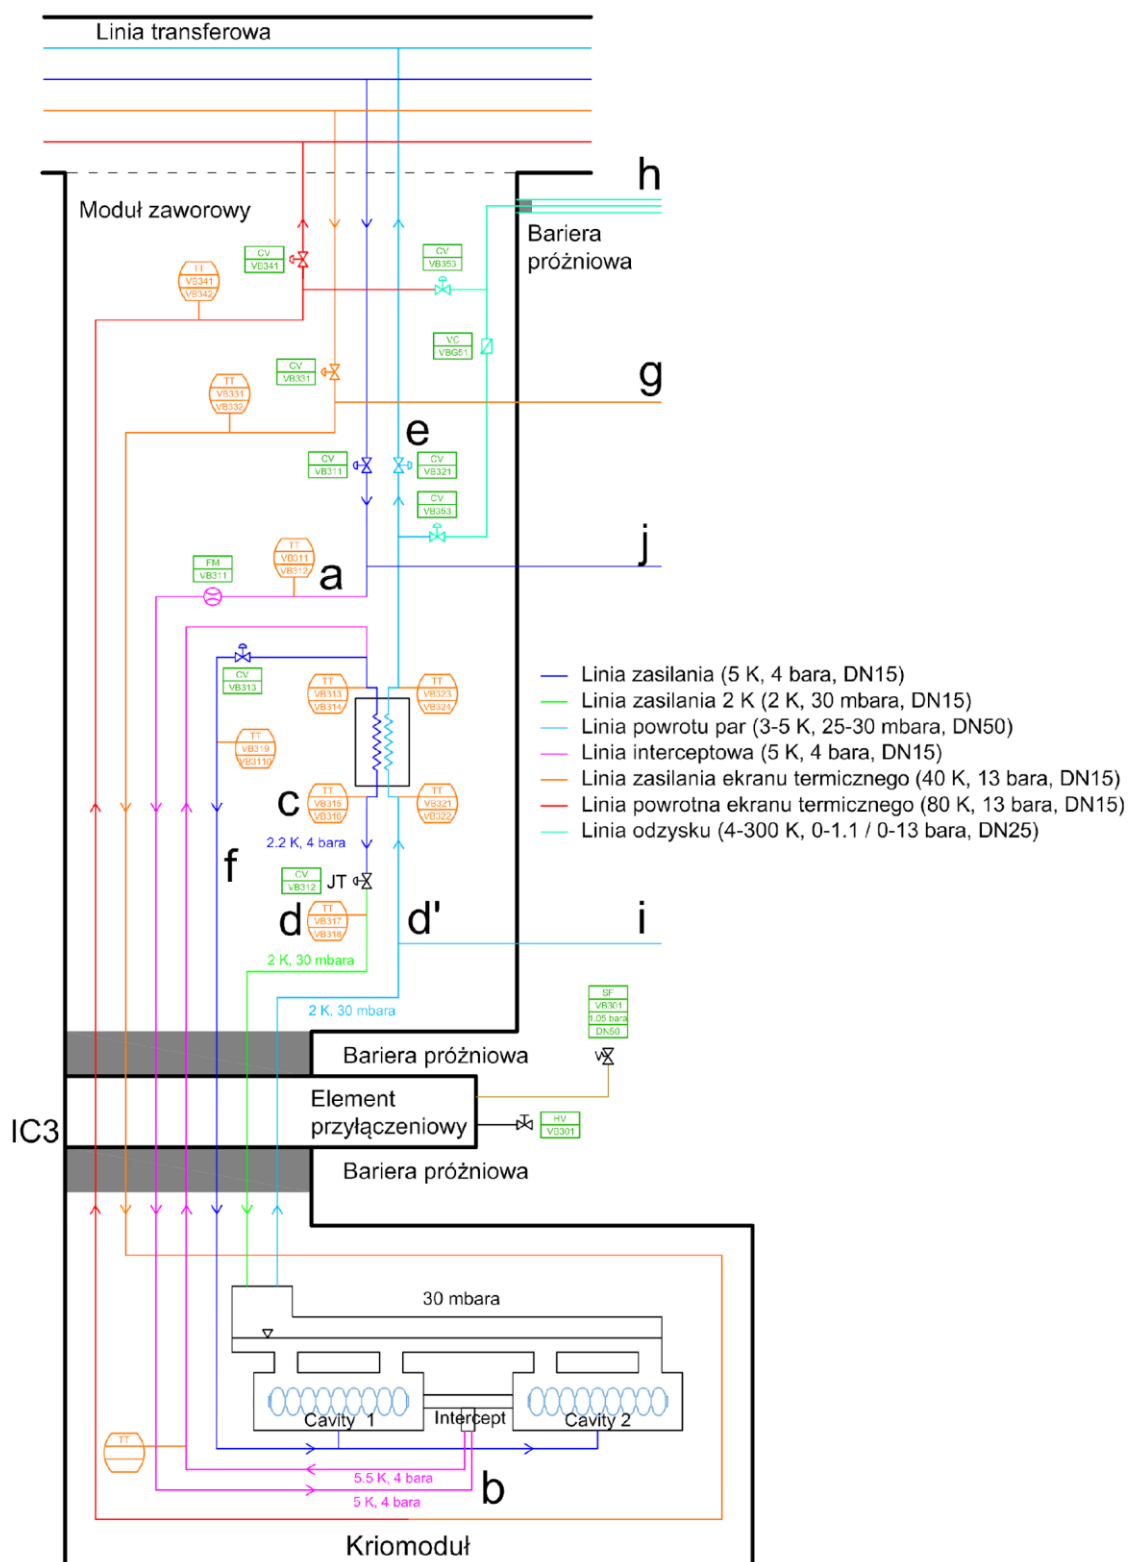 Linia transferowa
h
Moduł zaworowy
Bariera
próżniowa
CV
VB341
CV
VB353
TT
VB341
VB342
VC
VBG51
g
CV
VB331
TT
VB331
VB332
e
CV
VB311
CV
VB321
CV
VB353
j
TT
VB311
VB312
a
FM
VB311
CV
VB313
TT
VB313
VB314
TT
VB323
VB324
Linia zasilania (5 K, 4 bara, DN15)
Linia zasilania 2 K (2 K, 30 mbara, DN15)
Linia powrotu par (3-5 K, 25-30 mbara, DN50)
Linia interceptowa (5 K, 4 bara, DN15)
Linia zasilania ekranu termicznego (40 K, 13 bara, DN15)
Linia powrotna ekranu termicznego (80 K, 13 bara, DN15)
Linia odzysku (4-300 K, 0-1.1 / 0-13 bara, DN25)
TT
VB319
VB3110
c
TT
VB315
VB316
TT
VB321
VB322
2.2 K, 4 bara
f
CV
VB312
JT
d
TT
VB317
VB318
d'
i
2 K, 30 mbara
2 K, 30 mbara
SF
VB301
1.05 bara
DN50
Bariera próżniowa
IC3
Element
przyłączeniowy
HV
VB301
Bariera próżniowa
30 mbara
Cavity 1
Intercept
Cavity 2
TT
5.5 K, 4 bara
5 K, 4 bara
b
Kriomoduł